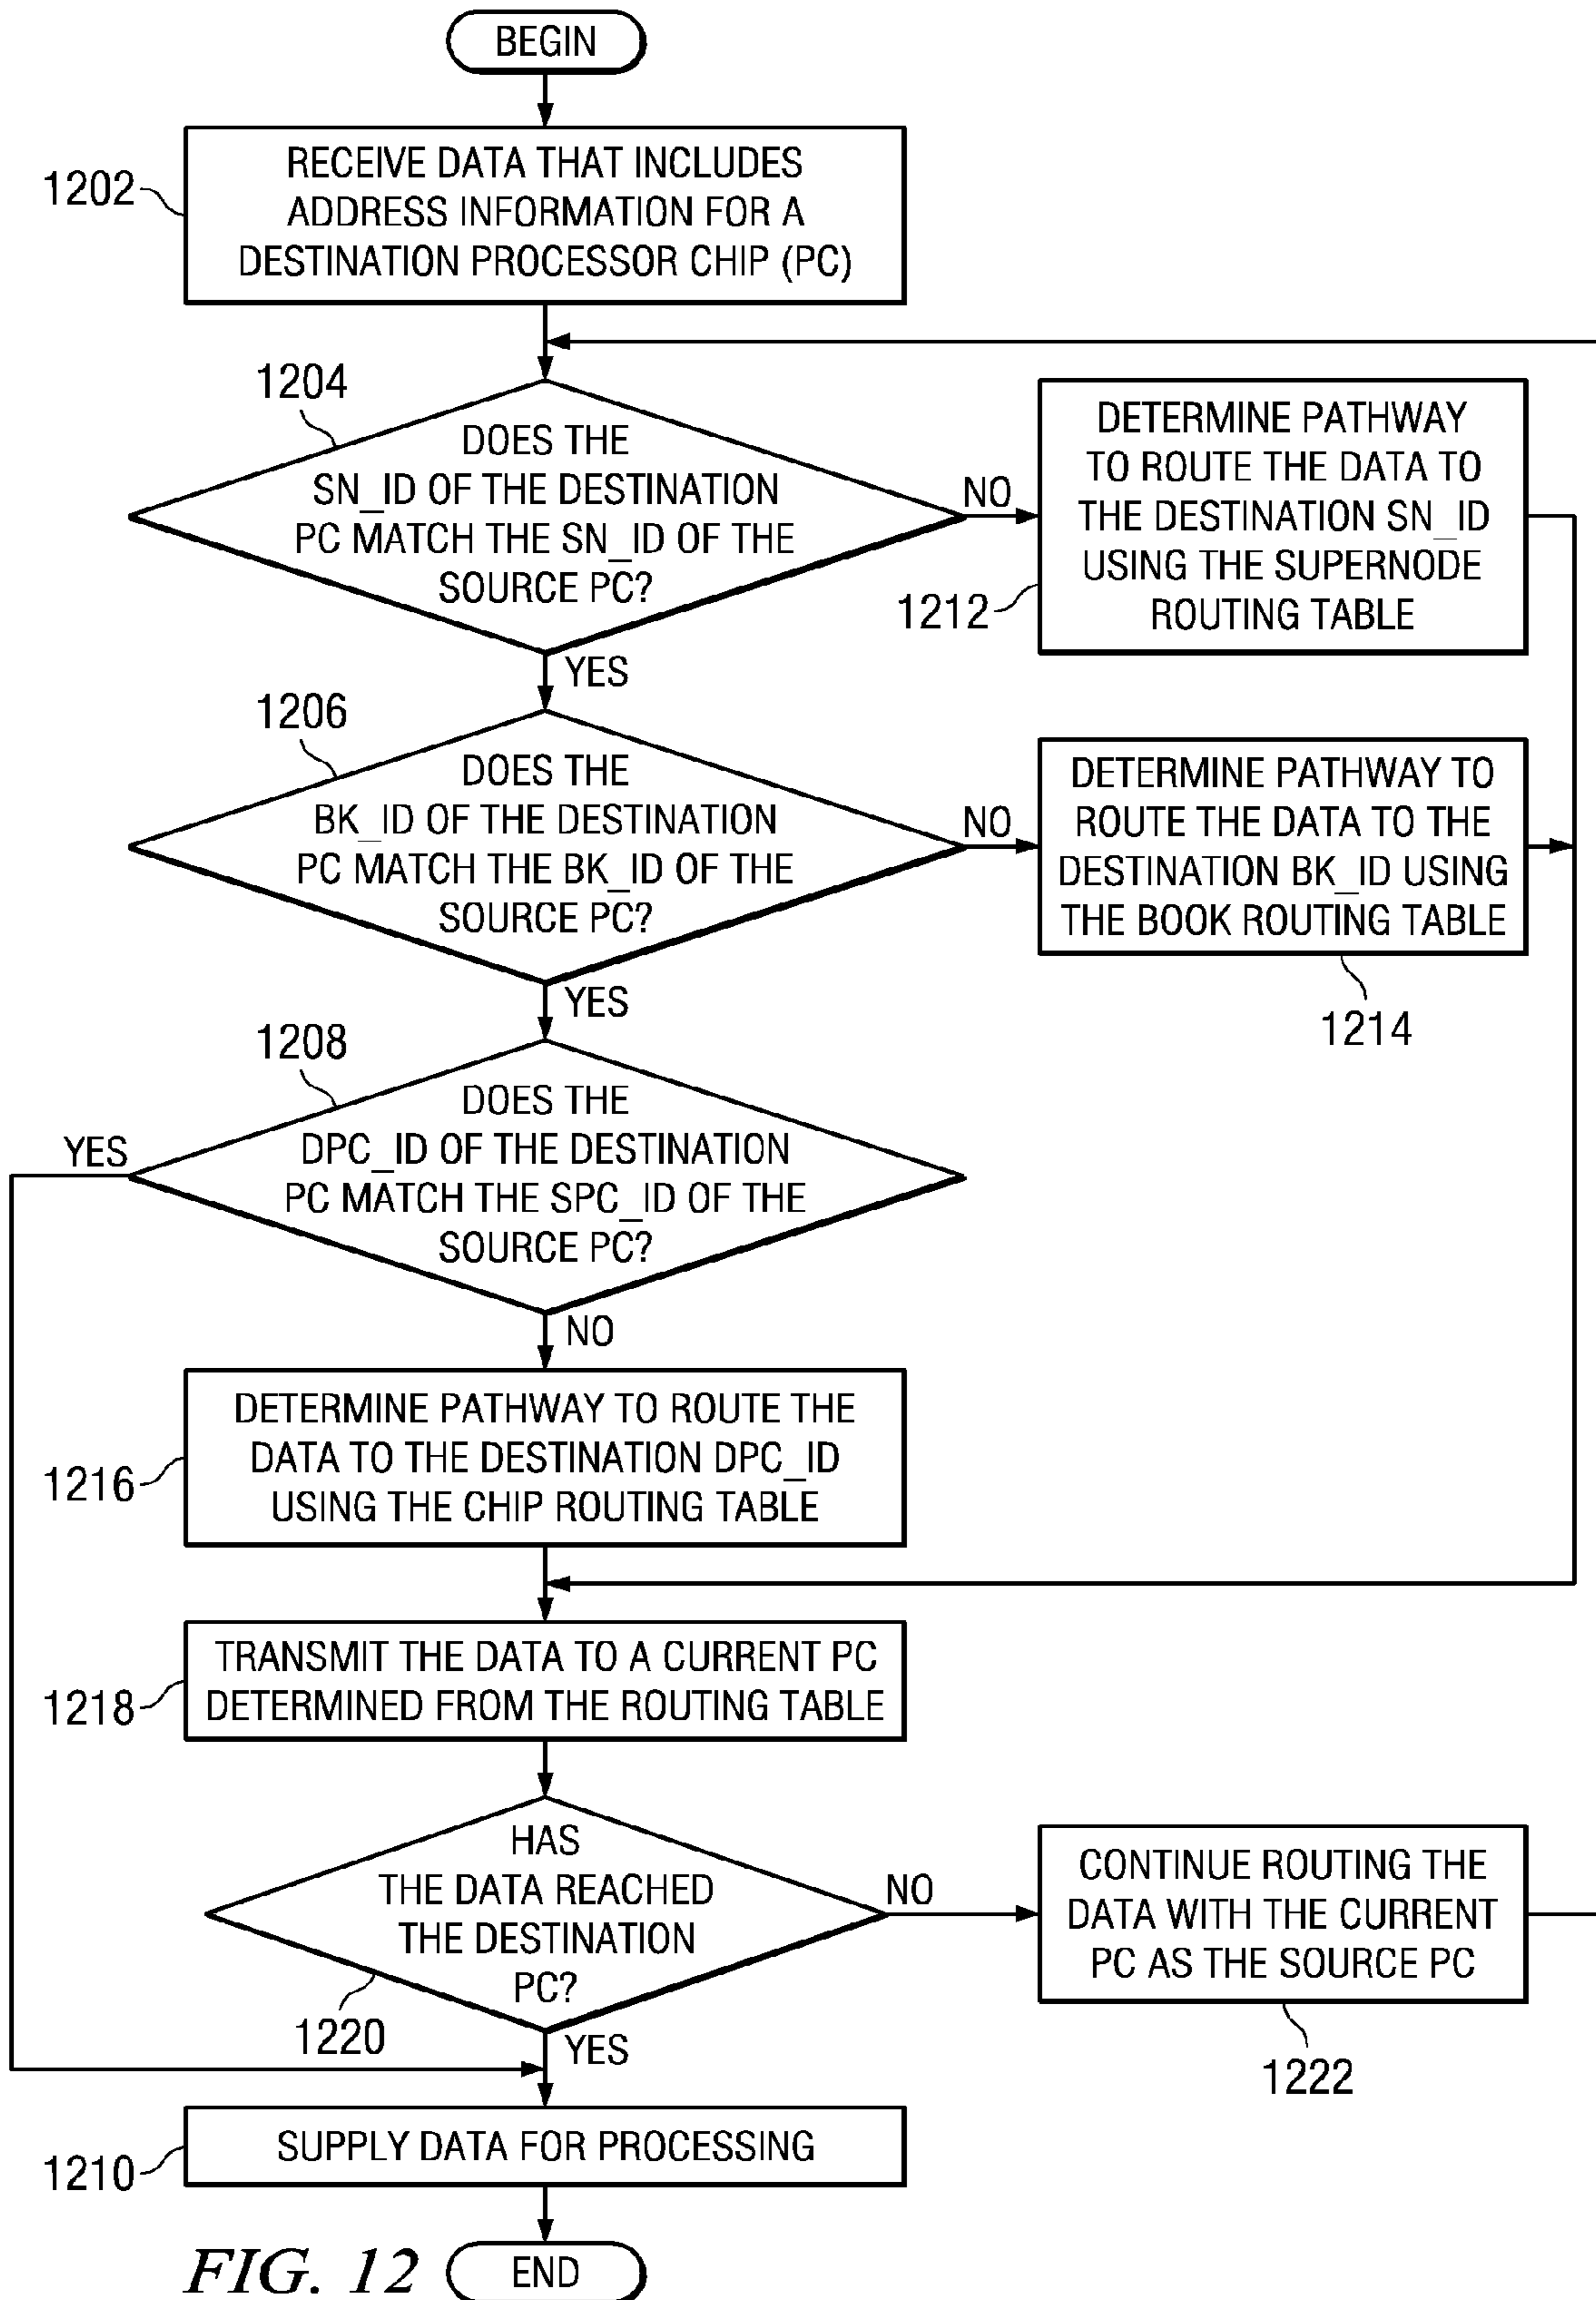 BEGIN
1202
RECEIVE DATA THAT INCLUDES
ADDRESS INFORMATION FOR A
DESTINATION PROCESSOR CHIP (PC)
1204
DOES THE
SN_ID OF THE DESTINATION
PC MATCH THE SN_ID OF THE
SOURCE PC?
NO
DETERMINE PATHWAY
TO ROUTE THE DATA TO
THE DESTINATION SN_ID
USING THE SUPERNODE
ROUTING TABLE
1212
YES
1206
DOES THE
BK_ID OF THE DESTINATION
PC MATCH THE BK_ID OF THE
SOURCE PC?
NO
DETERMINE PATHWAY TO
ROUTE THE DATA TO THE
DESTINATION BK_ID USING
THE BOOK ROUTING TABLE
1214
YES
1208
DOES THE
DPC_ID OF THE DESTINATION
PC MATCH THE SPC_ID OF THE
SOURCE PC?
YES
NO
1216
DETERMINE PATHWAY TO ROUTE THE
DATA TO THE DESTINATION DPC_ID
USING THE CHIP ROUTING TABLE
1218
TRANSMIT THE DATA TO A CURRENT PC
DETERMINED FROM THE ROUTING TABLE
HAS
THE DATA REACHED
THE DESTINATION
PC?
1220
NO
CONTINUE ROUTING THE
DATA WITH THE CURRENT
PC AS THE SOURCE PC
1222
YES
1210
SUPPLY DATA FOR PROCESSING
FIG. 12
END